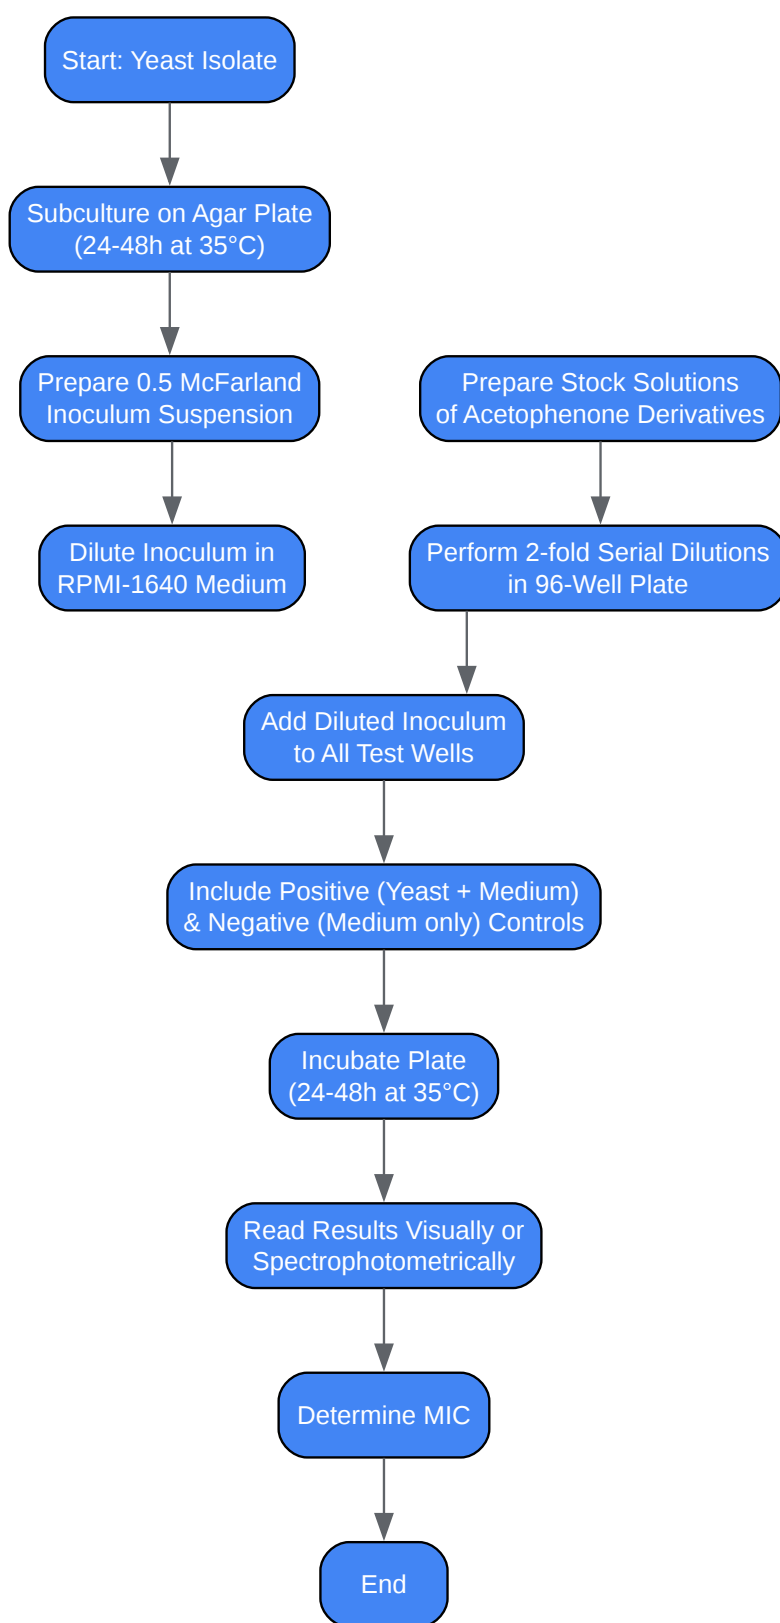 Start: Yeast Isolate
Subculture on Agar Plate
(24-48h at 35°C)
Prepare 0.5 McFarland
Inoculum Suspension
Prepare Stock Solutions
of Acetophenone Derivatives
Dilute Inoculum in
RPMI-1640 Medium
Perform 2-fold Serial Dilutions
in 96-Well Plate
Add Diluted Inoculum
to All Test Wells
Include Positive (Yeast + Medium)
& Negative (Medium only) Controls
Incubate Plate
(24-48h at 35°C)
Read Results Visually or
Spectrophotometrically
Determine MIC
End